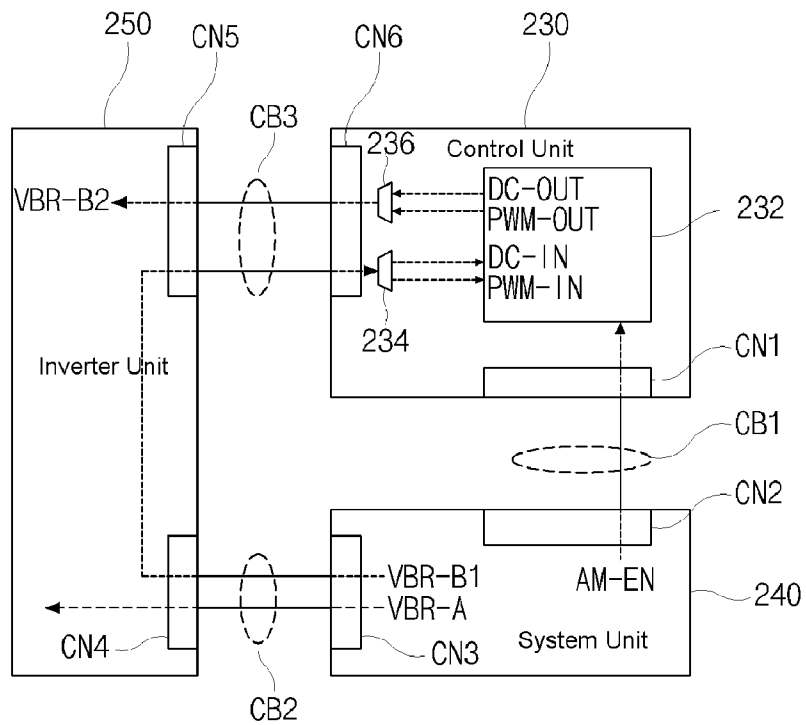 250
CN5
CN6
230
CB3
236
Control Unit
VBR-B2
DC-OUT
PWM-OUT
232
DC-IN
PWM-IN
234
Inverter Unit
CN1
CB1
CN2
VBR-B1
AM-EN
VBR-A
240
CN4
CN3
System Unit
CB2